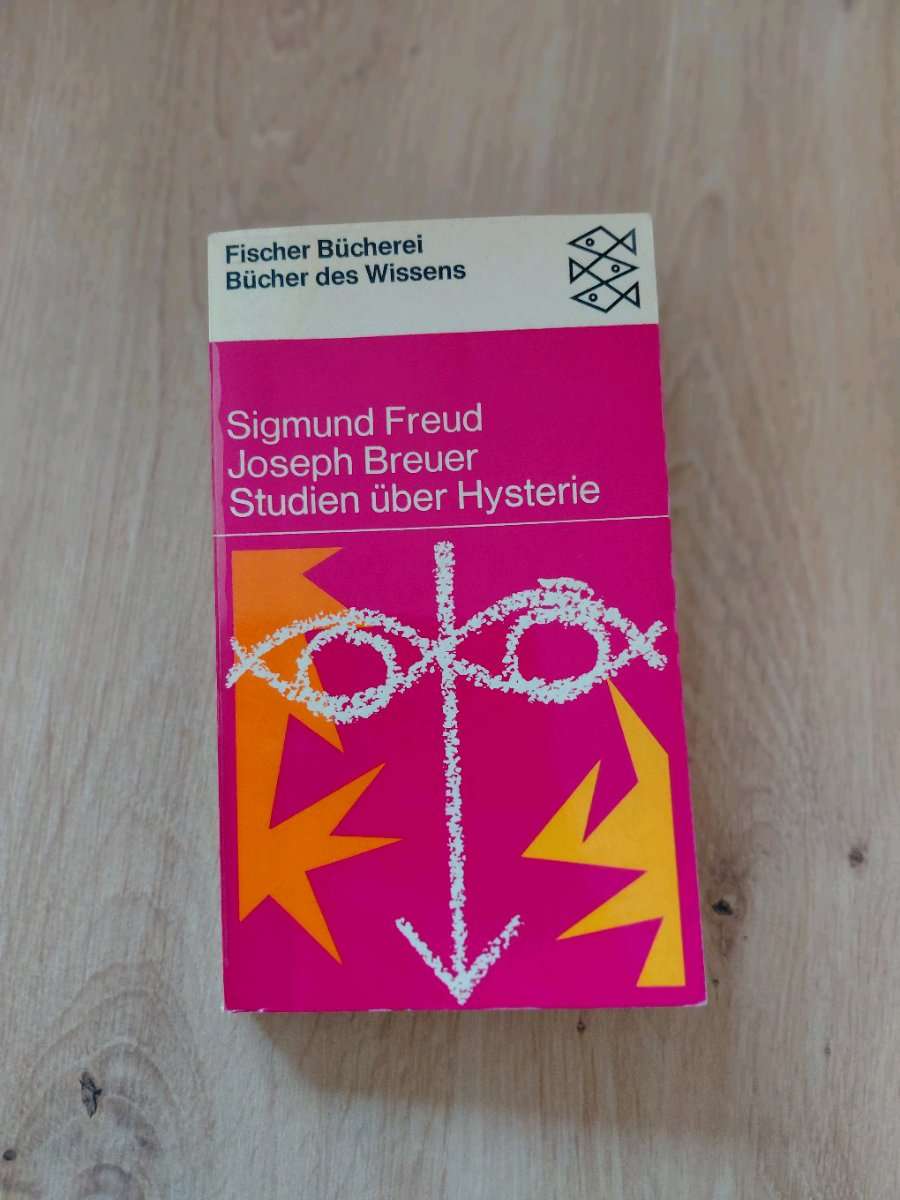 Fischer Bücherei
Bücher des Wissens
Sigmund Freud
Joseph Breuer
Studien über Hysterie